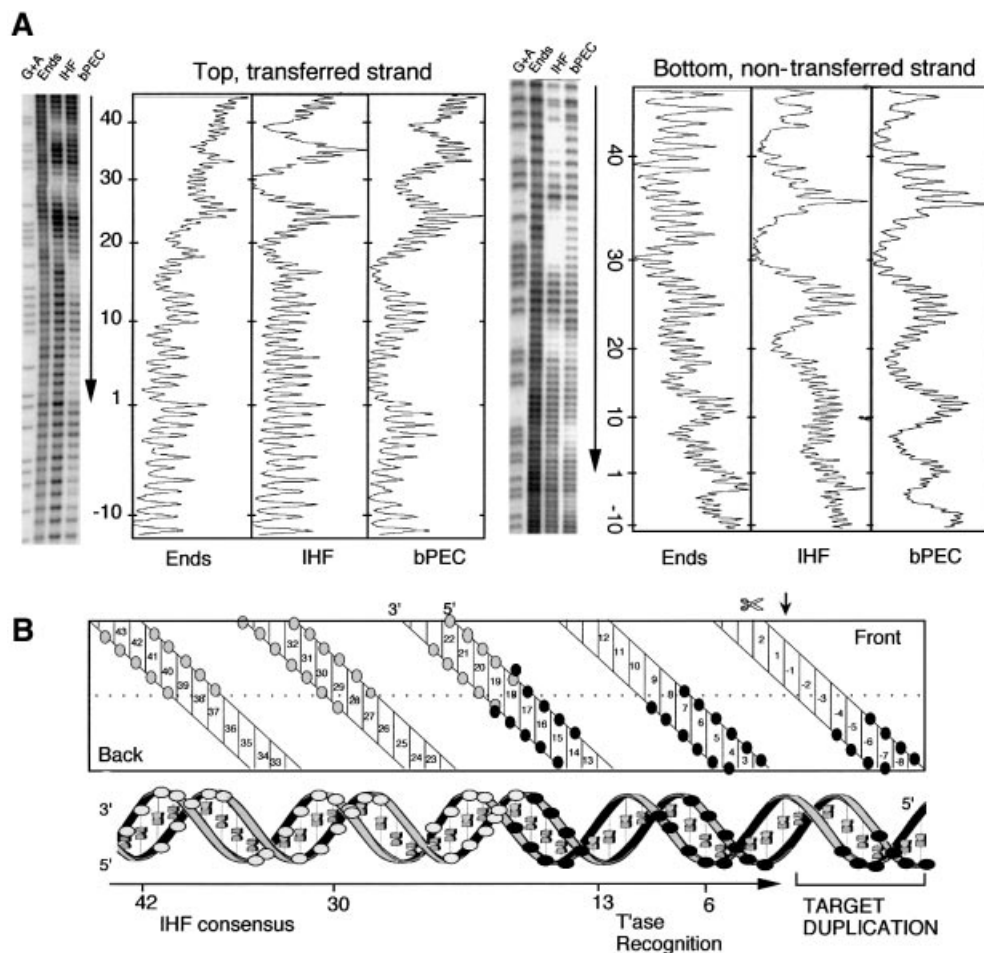 A
G+A
Ends
IHF
bPEC
Top, transferred strand
40
30
20
10
1
-10
Ends
IHF
bPEC
G+A
Ends
IHF
bPEC
Bottom, non-transferred strand
40
30
20
10
1
-10
Ends
IHF
bPEC
B
3' 5'
Front
Back
43 42 41 40 39 38 37 36 35 34 33
32 31 30 29 28 27 26 25 24 23
22 21 20 19 18 17 16 15 14 13
12 11 10 9 8 7 6 5 4 3
2 1 -1 -2 -3 -4 -5 -6 -7 -8
3' 5'
5'
42 30 13 6
IHF consensus
T'ase
Recognition
TARGET
DUPLICATION